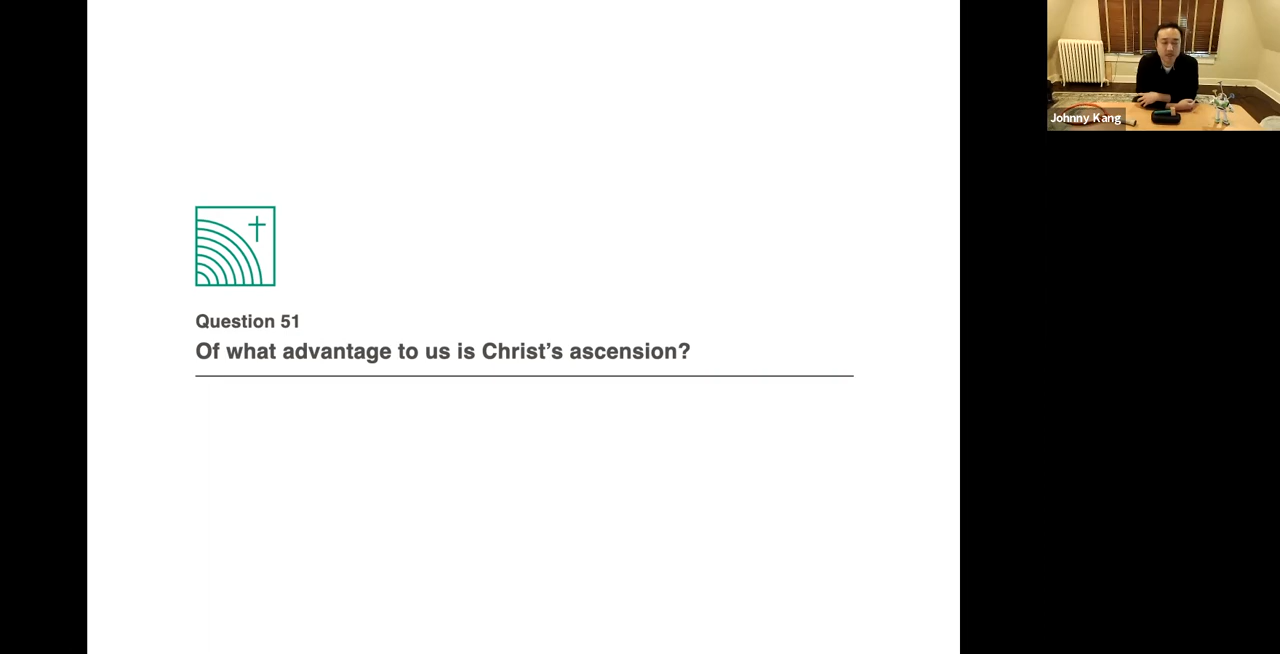 Question 51
Of what advantage to us is Christ’s ascension?
Johnny Kang